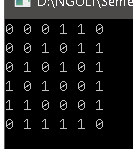 D:\NGOLI\Seme
0 0 0 1 1 0
0 0 1 0 1 1
0 1 0 1 0 1
1 0 1 0 0 1
1 1 0 0 0 1
0 1 1 1 1 0